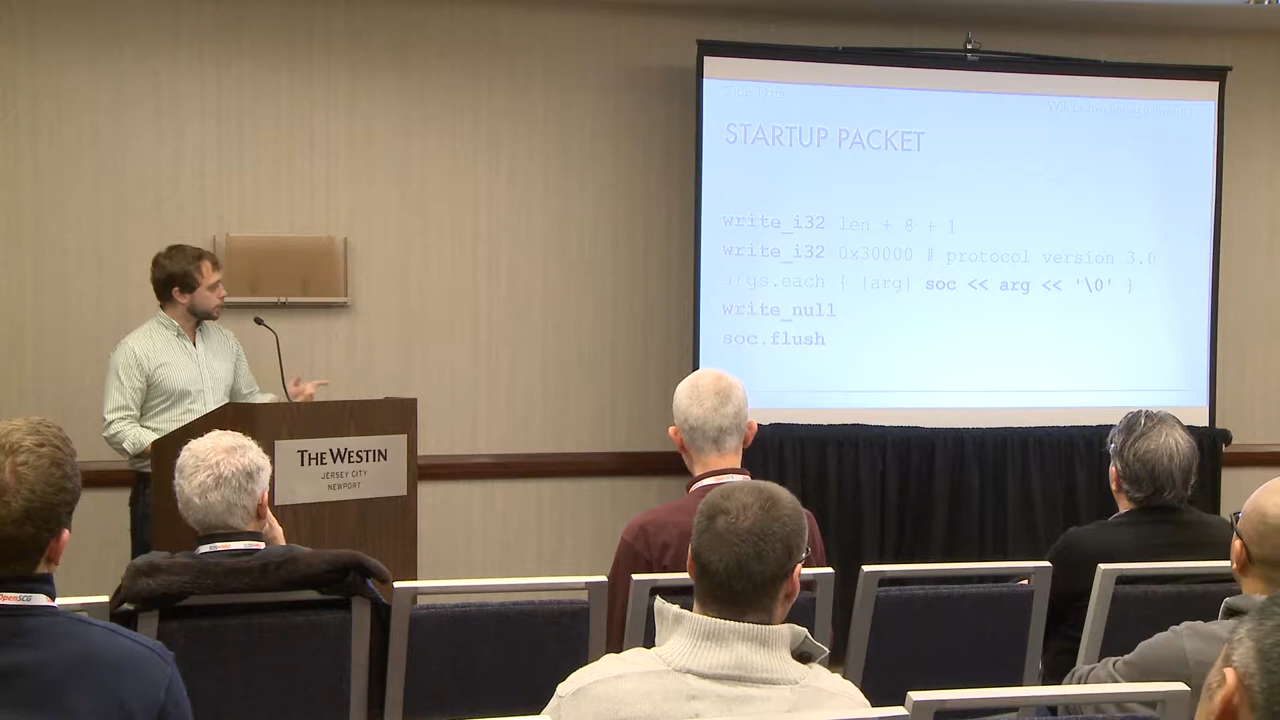 STARTUP PACKET
write_i32 len + 8 + 1
write_i32 0x30000 # protocol version 3.0
args.each { |arg| soc << arg << '\0' }
write_null
soc.flush
THE WESTIN
JERSEY CITY
NEWPORT
OpenSCG